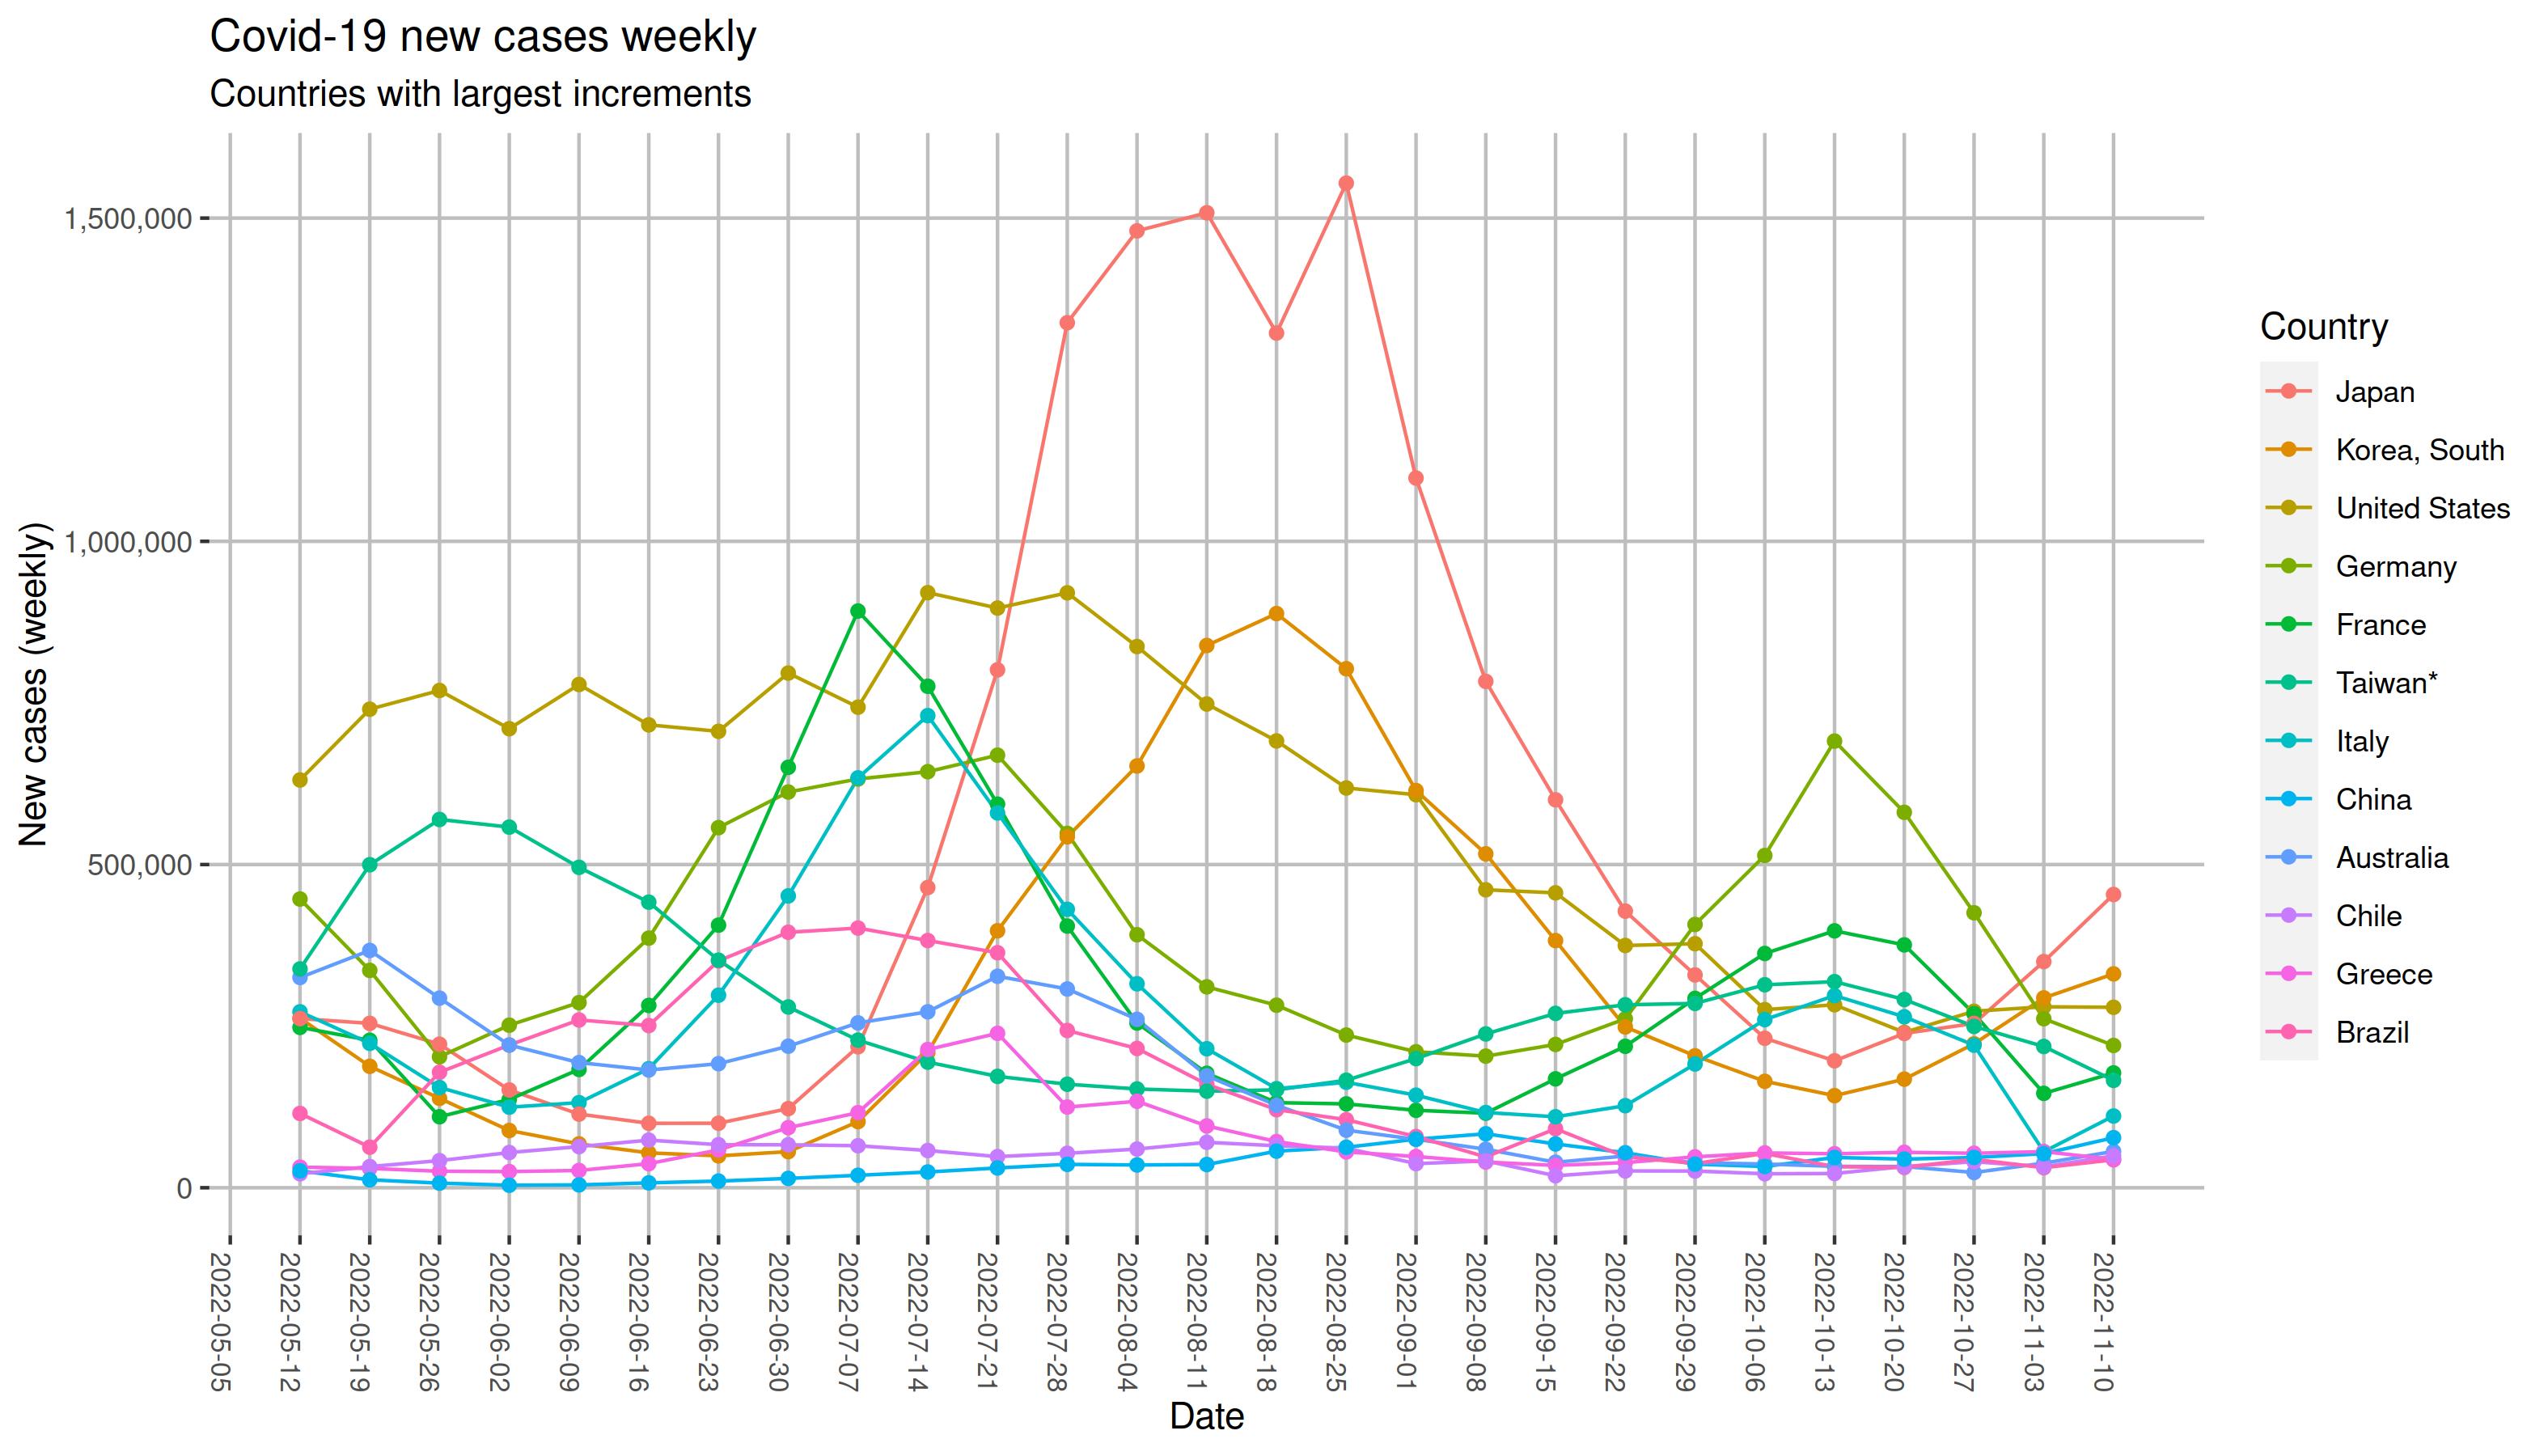 Covid-19 new cases weekly
Countries with largest increments
New cases (weekly)
1,500,000
1,000,000
500,000
0
2022-05-05
2022-05-12
2022-05-19
2022-05-26
2022-06-02
2022-06-09
2022-06-16
2022-06-23
2022-06-30
2022-07-07
2022-07-14
2022-07-21
2022-07-28
2022-08-04
2022-08-11
2022-08-18
2022-08-25
2022-09-01
2022-09-08
2022-09-15
2022-09-22
2022-09-29
2022-10-06
2022-10-13
2022-10-20
2022-10-27
2022-11-03
2022-11-10
Date
Country
Japan
Korea, South
United States
Germany
France
Taiwan*
Italy
China
Australia
Chile
Greece
Brazil